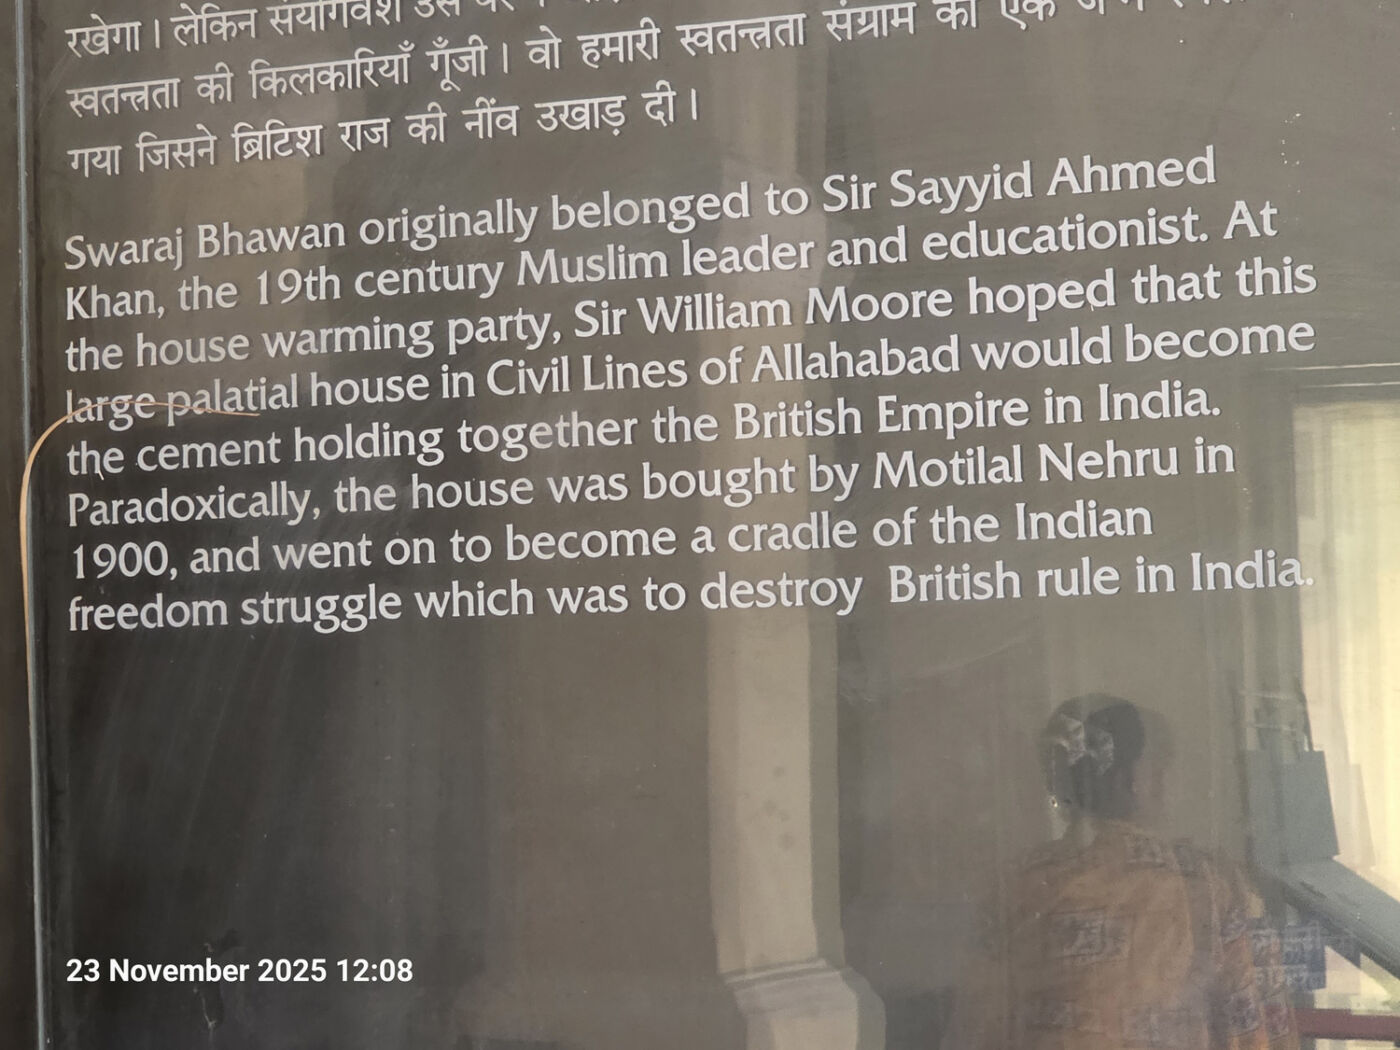 रखेगा। लेकिन संयोगवश उस
स्वतन्त्रता की किलकारियाँ गूँजी। वो हमारी स्वतन्त्रता संग्राम का एक
गया जिसने ब्रिटिश राज की नींव उखाड़ दी।
Swaraj Bhawan originally belonged to Sir Sayyid Ahmed
Khan, the 19th century Muslim leader and educationist. At
the house warming party, Sir William Moore hoped that this
large palatial house in Civil Lines of Allahabad would become
the cement holding together the British Empire in India.
Paradoxically, the house was bought by Motilal Nehru in
1900, and went on to become a cradle of the Indian
freedom struggle which was to destroy British rule in India.
23 November 2025 12:08